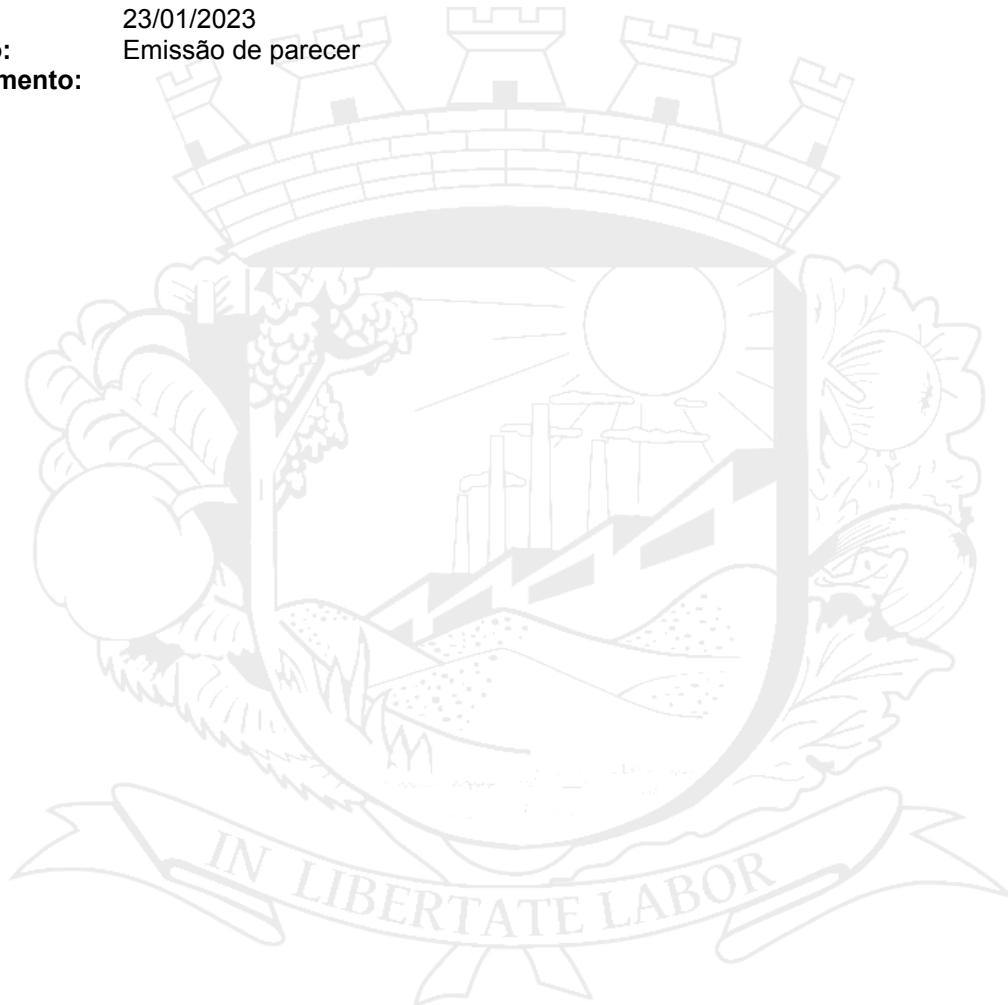 23/01/2023
o: Emissão de parecer
mento:
IN LIBERTATE LABOR